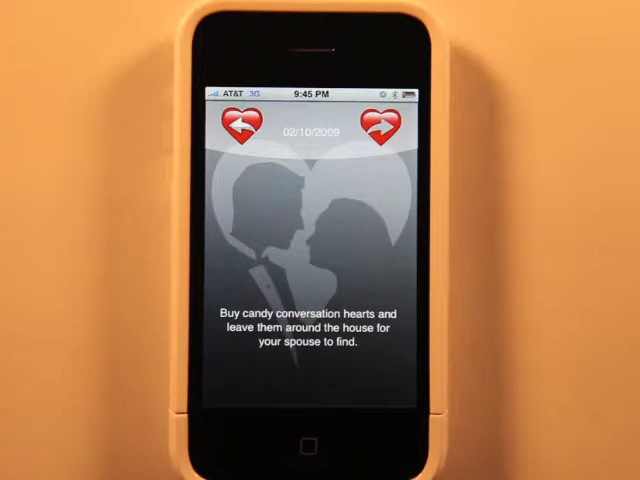 AT&T 3G 9:45 PM
02/10/2009
Buy candy conversation hearts and
leave them around the house for
your spouse to find.